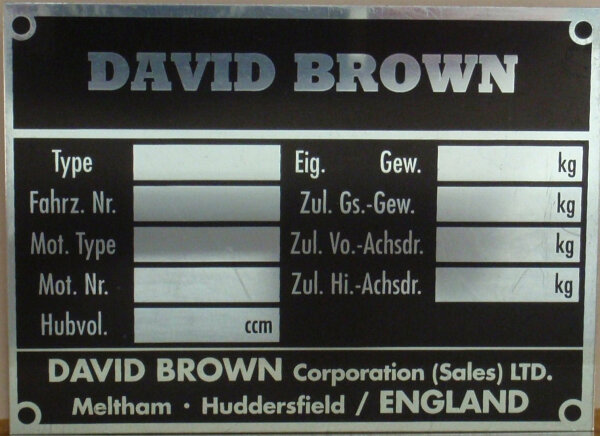 DAVID BROWN
Type Eig. Gew. kg
Fahrz. Nr. Zul. Gs.-Gew. kg
Mot. Type Zul. Vo.-Achsdr. kg
Mot. Nr. Zul. Hi.-Achsdr. kg
Hubvol. ccm
DAVID BROWN Corporation (Sales) LTD.
Meltham · Huddersfield / ENGLAND